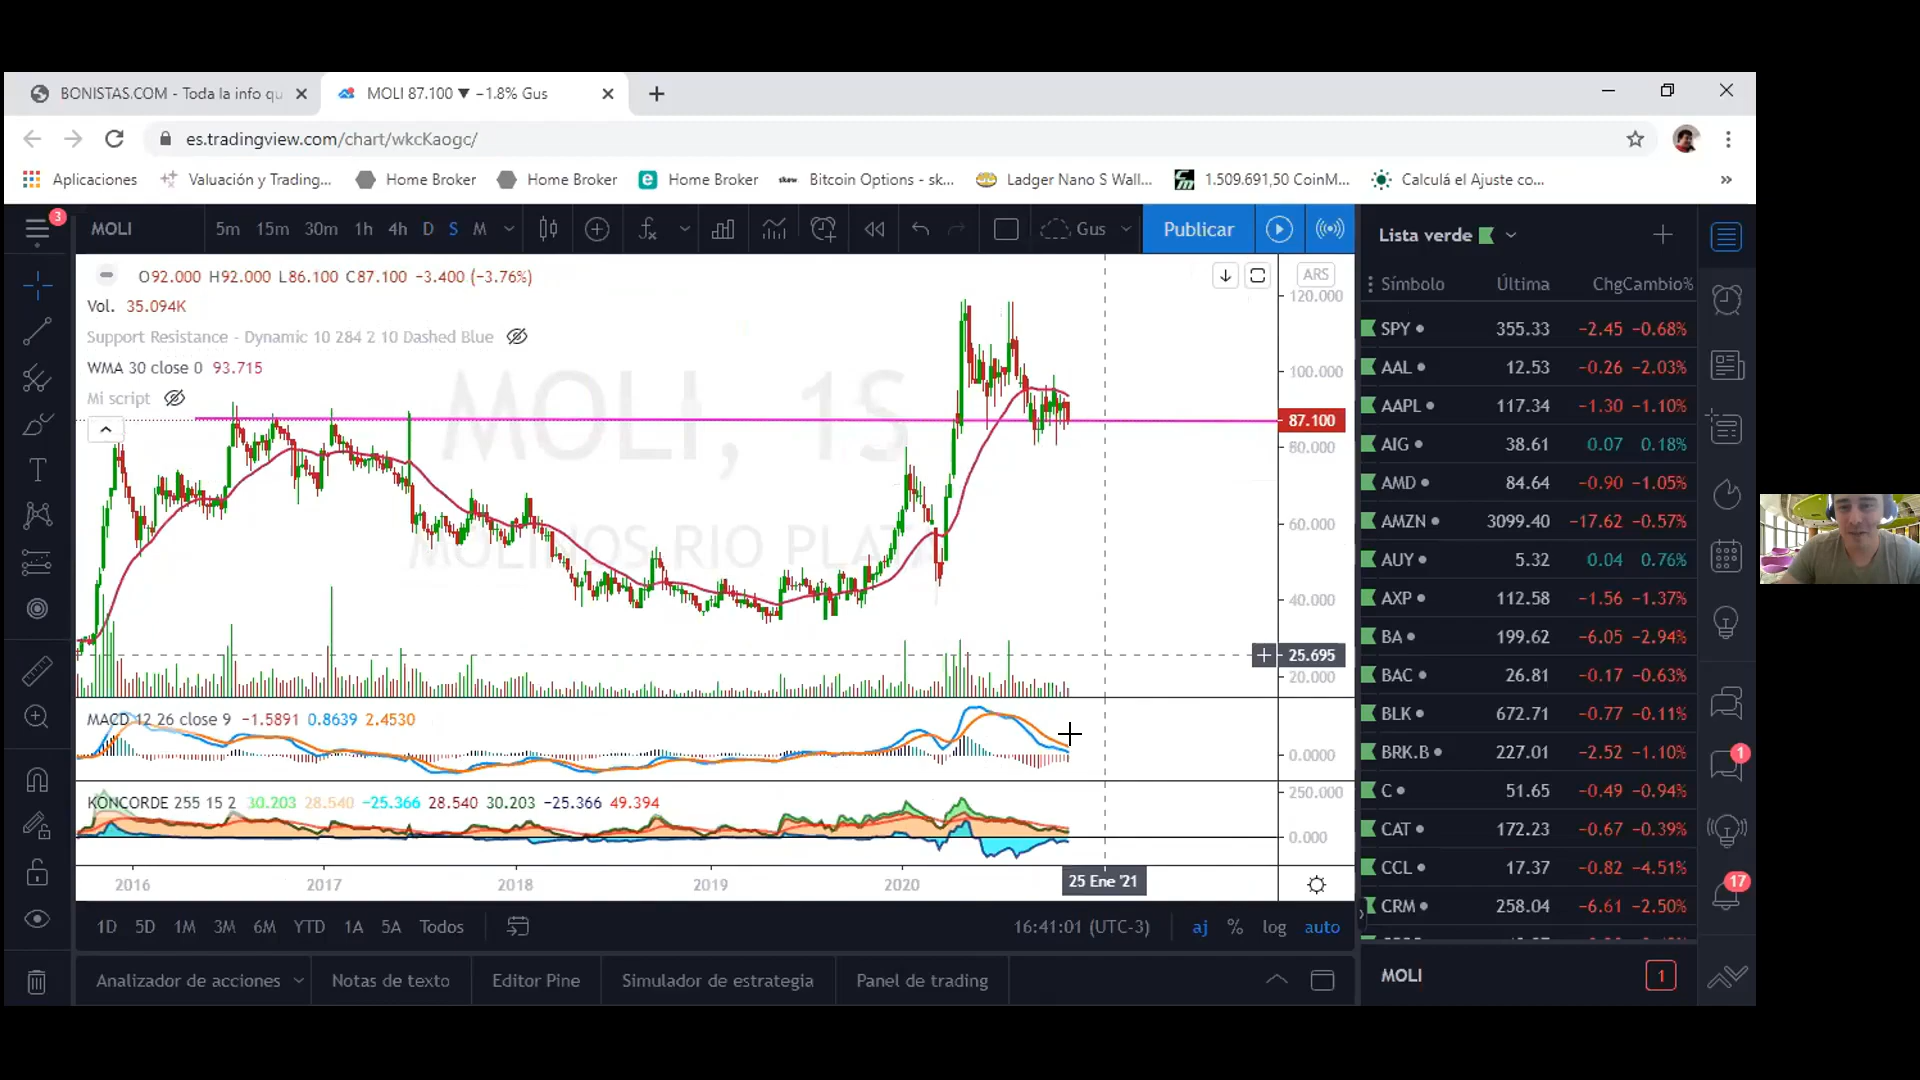 BONISTAS.COM - Toda la info qu
MOLI 87.100 ▼ −1.8% Gus
es.tradingview.com/chart/wkcKaogc/
Aplicaciones
Valuación y Trading...
Home Broker
Home Broker
Home Broker
skew
Bitcoin Options - sk...
Ladger Nano S Wall...
1.509.691,50 CoinM...
Calculá el Ajuste co...
»
3
MOLI
5m 15m 30m 1h 4h D S M
Gus
Publicar
O92.000 H92.000 L86.100 C87.100 −3.400 (−3.76%)
Vol. 35.094K
Support Resistance - Dynamic 10 284 2 10 Dashed Blue
WMA 30 close 0 93.715
Mi script
MOLI, 1S
MOLINOS RIO PLA
ARS
120.000
100.000
87.100
80.000
60.000
40.000
25.695
20.000
MACD 12 26 close 9 −1.5891 0.8639 2.4530
0.0000
KONCORDE 255 15 2 30.203 28.540 −25.366 28.540 30.203 −25.366 49.394
250.000
0.000
2016 2017 2018 2019 2020
25 Ene '21
1D 5D 1M 3M 6M YTD 1A 5A Todos
16:41:01 (UTC-3)
aj % log auto
Analizador de acciones
Notas de texto
Editor Pine
Simulador de estrategia
Panel de trading
Lista verde
Símbolo Última ChgCambio%
SPY 355.33 −2.45 −0.68%
AAL 12.53 −0.26 −2.03%
AAPL 117.34 −1.30 −1.10%
AIG 38.61 0.07 0.18%
AMD 84.64 −0.90 −1.05%
AMZN 3099.40 −17.62 −0.57%
AUY 5.32 0.04 0.76%
AXP 112.58 −1.56 −1.37%
BA 199.62 −6.05 −2.94%
BAC 26.81 −0.17 −0.63%
BLK 672.71 −0.77 −0.11%
BRK.B 227.01 −2.52 −1.10%
C 51.65 −0.49 −0.94%
CAT 172.23 −0.67 −0.39%
CCL 17.37 −0.82 −4.51%
CRM 258.04 −6.61 −2.50%
MOLI
1
1
17